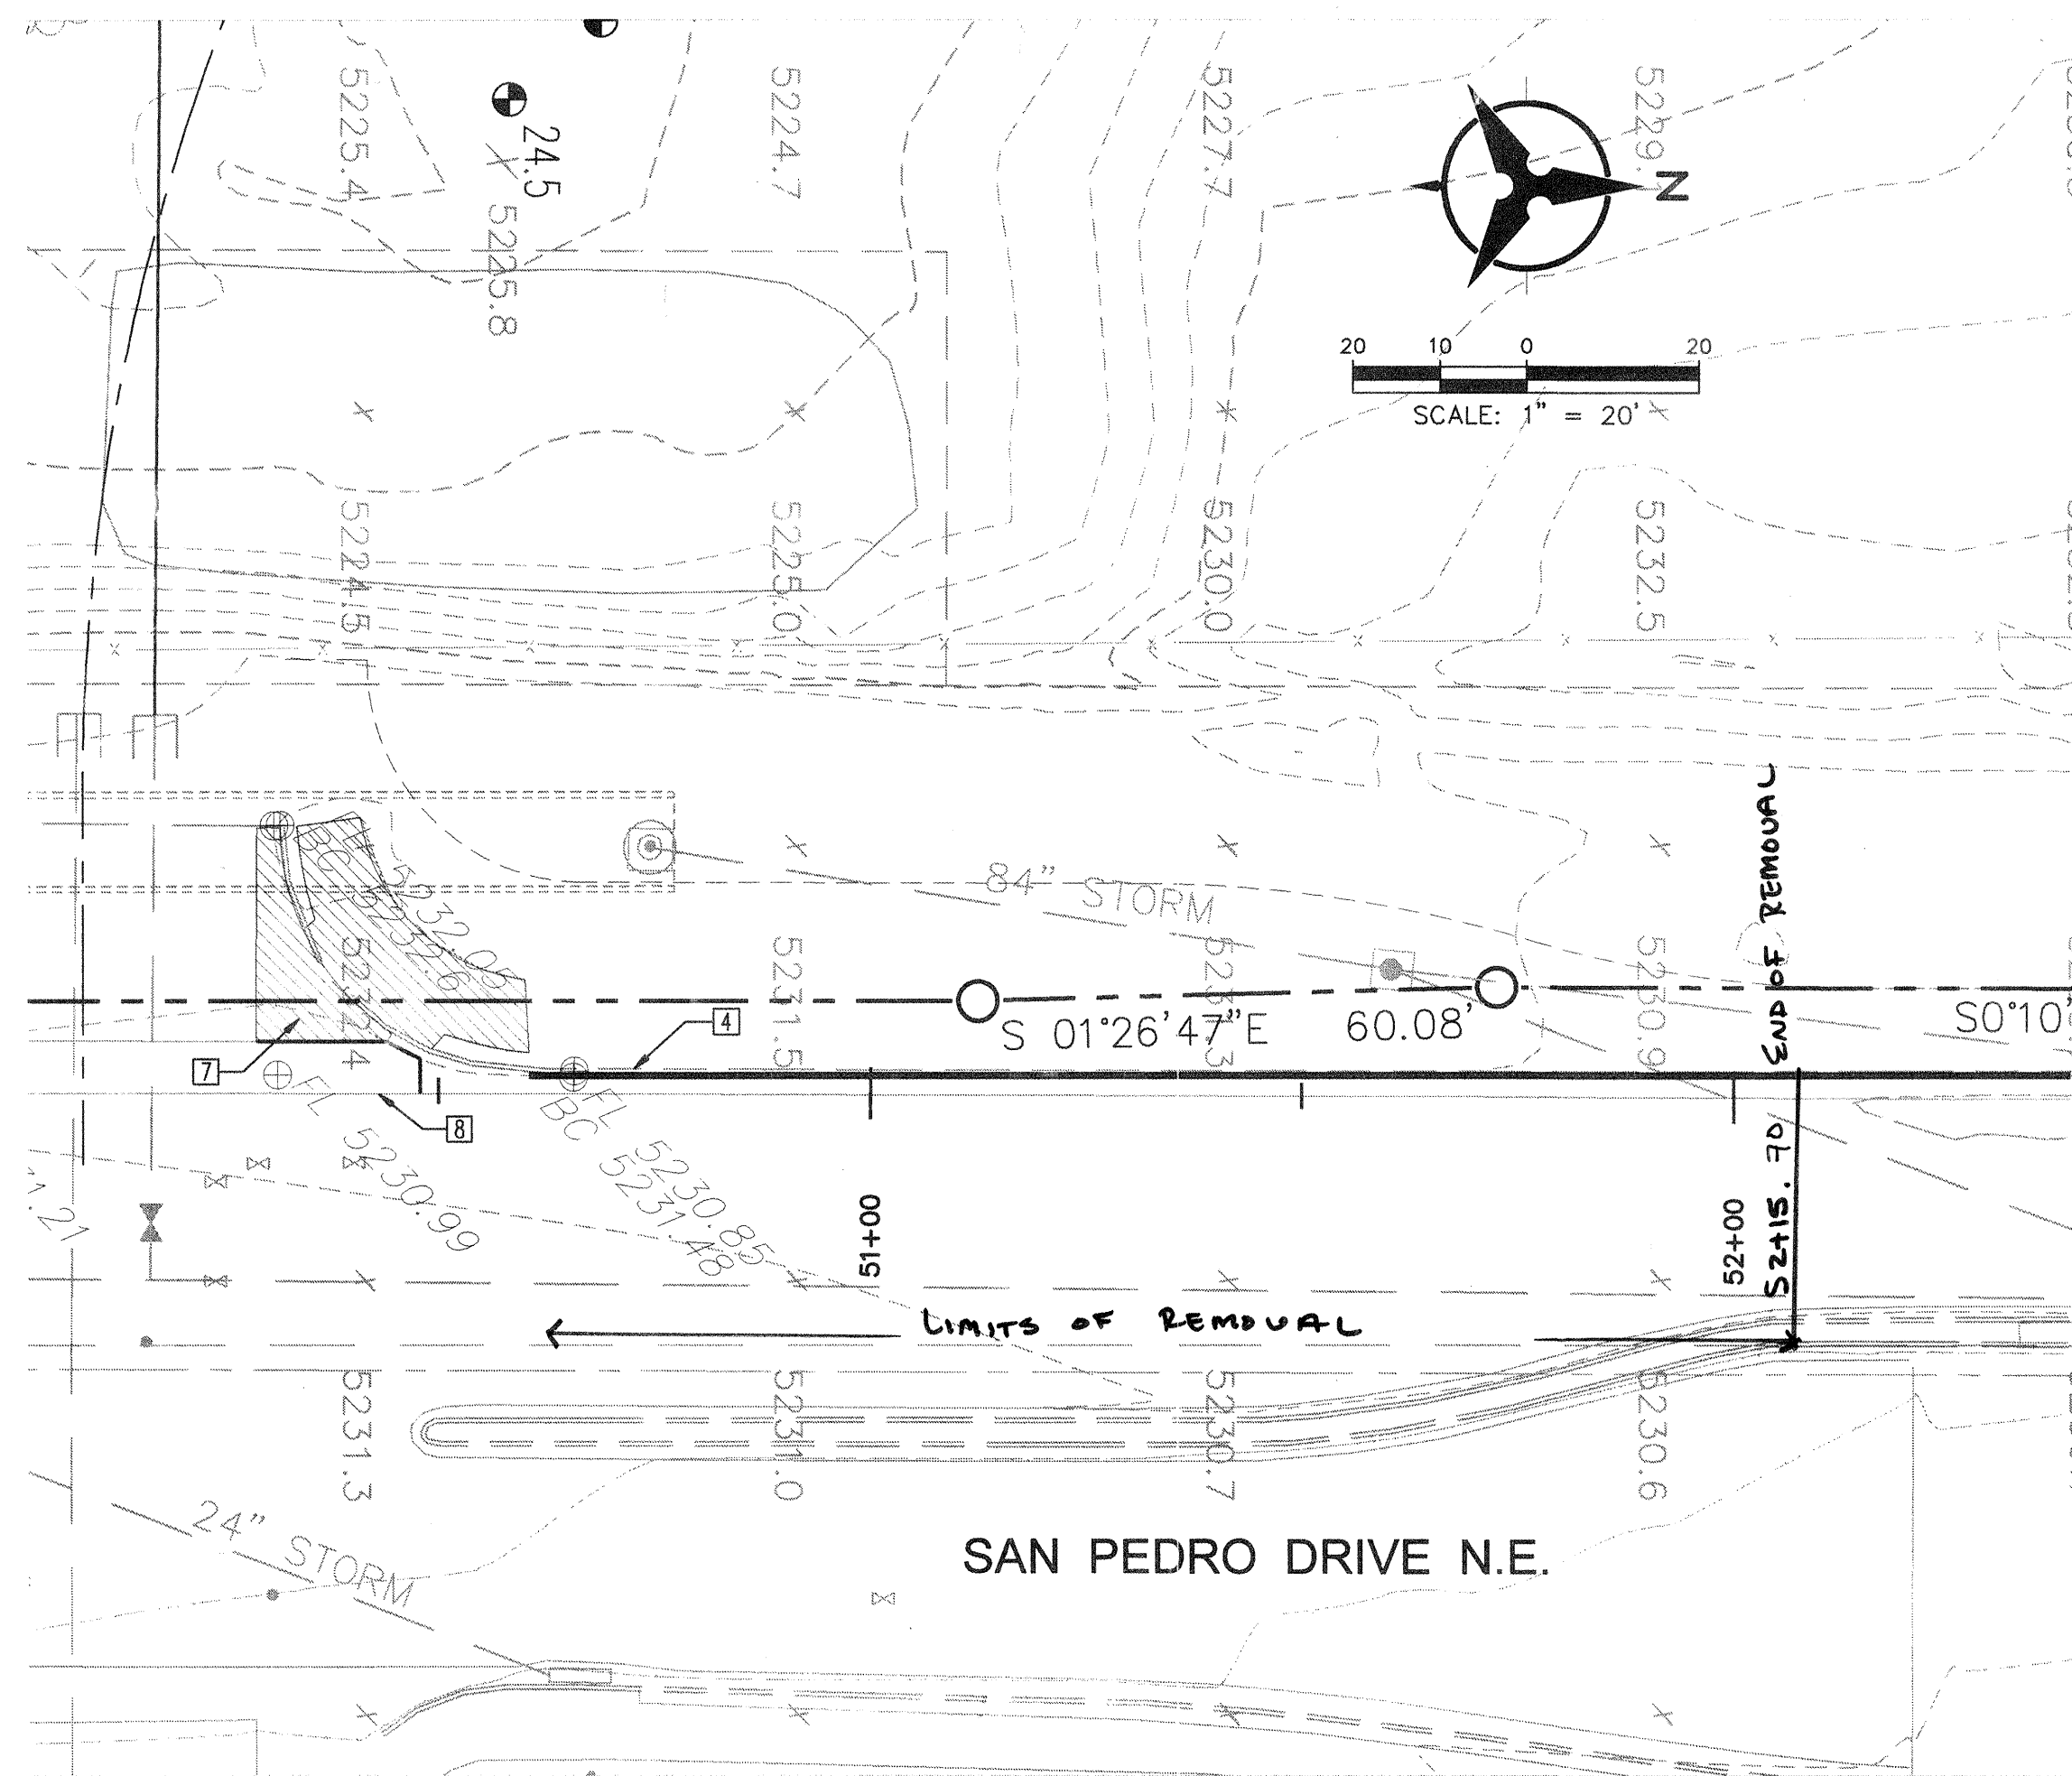 5225.4
5224.7
5227.7
24.5
5225.8
N
20 10 0 20
SCALE: 1" = 20'
5224.5
5225.0
5230.0
5232.5
END OF REMOVAL
84" STORM
5232.05
5232.4
5231.5
5230.9
S 01°26'47"E 60.08'
S0°10'
4
7
8
FL 5230.99
FL 5230.85
BC 5231.48
51+00
52+00
52+15.70
LIMITS OF REMOVAL
5231.3
5231.0
5230.7
5230.6
24" STORM
SAN PEDRO DRIVE N.E.